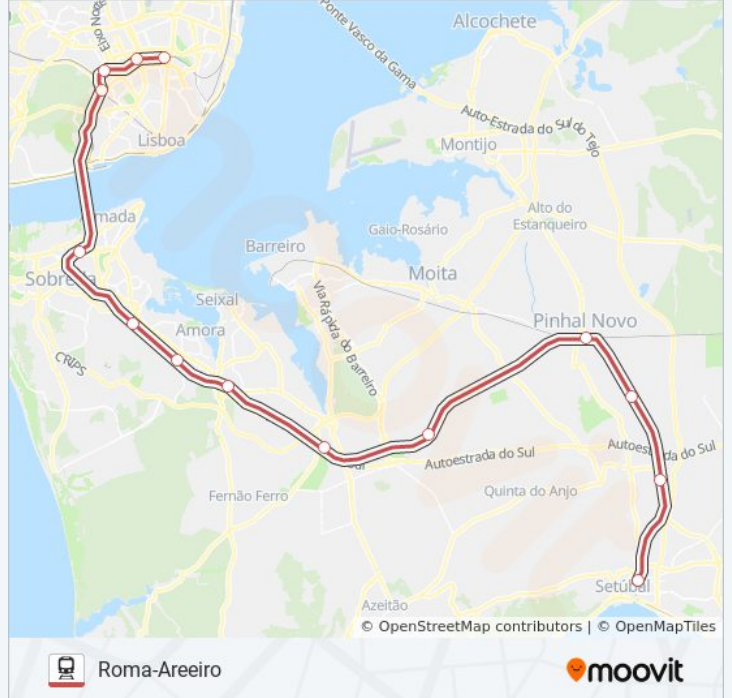 Alcochete
Eixo No
Ponte Vasco da Gama
Auto-Estrada do Sul do Tejo
Lisboa
Montijo
Alto do
Estanqueiro
mada
Gaio-Rosário
Barreiro
Moita
Sobreda
Seixal
Via Rápida do Barreiro
Pinhal Novo
Amora
CRIPS
Autoestrada do Sul
Autoestrada do Sul
Quinta do Anjo
Fernão Ferro
Setúbal
Azeitão
© OpenStreetMap contributors | © OpenMapTiles
Roma-Areeiro
moovit